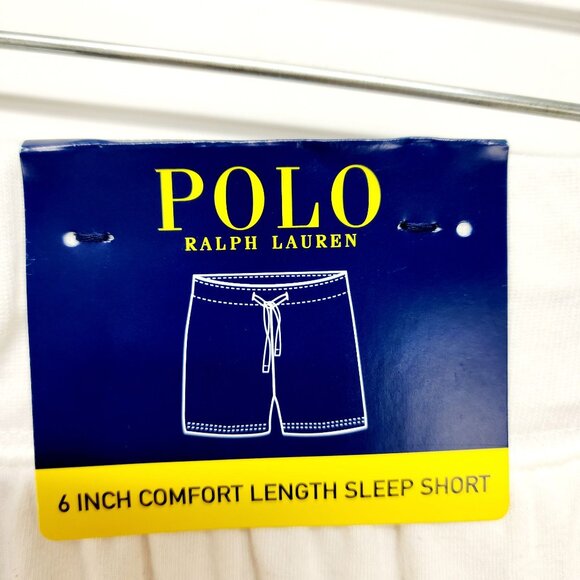 POLO
RALPH LAUREN
6 INCH COMFORT LENGTH SLEEP SHORT